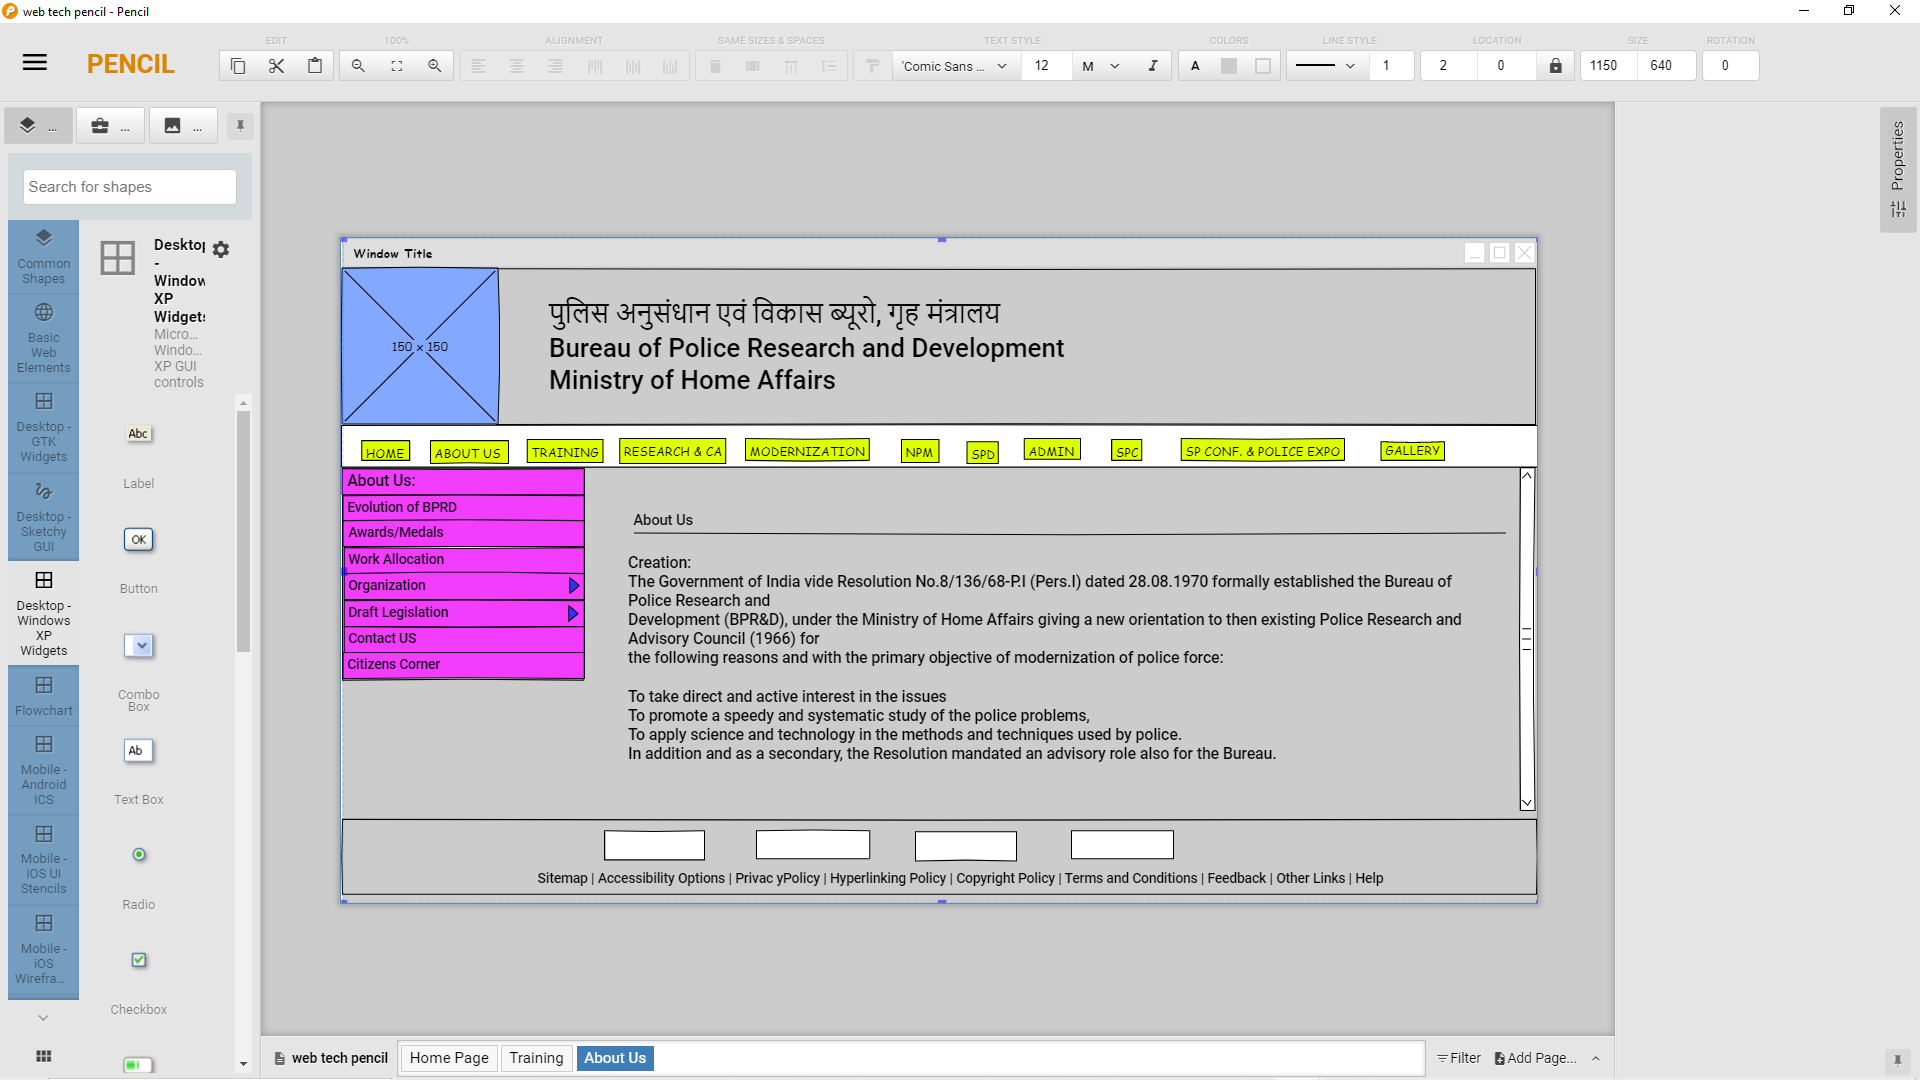 web tech pencil - Pencil
EDIT
100%
ALIGNMENT
SAME SIZES & SPACES
TEXT STYLE
COLORS
LINE STYLE
LOCATION
SIZE
ROTATION
PENCIL
'Comic Sans ...
12
M
I
A
1
2
0
1150
640
0
...
...
...
Search for shapes
Common Shapes
Basic Web Elements
Desktop - GTK Widgets
Desktop - Sketchy GUI
Desktop - Windows XP Widgets
Flowchart
Mobile - Android ICS
Mobile - iOS UI Stencils
Mobile - iOS Wirefra...
Desktop
-
Window
XP
Widgets
Micro...
Windo...
XP GUI
controls
Abc
Label
OK
Button
Combo Box
Ab
Text Box
Radio
Checkbox
Properties
Window Title
150 x 150
पुलिस अनुसंधान एवं विकास ब्यूरो, गृह मंत्रालय
Bureau of Police Research and Development
Ministry of Home Affairs
HOME
ABOUT US
TRAINING
RESEARCH & CA
MODERNIZATION
NPM
SPD
ADMIN
SPC
SP CONF. & POLICE EXPO
GALLERY
About Us:
Evolution of BPRD
Awards/Medals
Work Allocation
Organization
Draft Legislation
Contact US
Citizens Corner
About Us
Creation:
The Government of India vide Resolution No.8/136/68-P.I (Pers.I) dated 28.08.1970 formally established the Bureau of
Police Research and
Development (BPR&D), under the Ministry of Home Affairs giving a new orientation to then existing Police Research and
Advisory Council (1966) for
the following reasons and with the primary objective of modernization of police force:
To take direct and active interest in the issues
To promote a speedy and systematic study of the police problems,
To apply science and technology in the methods and techniques used by police.
In addition and as a secondary, the Resolution mandated an advisory role also for the Bureau.
Sitemap | Accessibility Options | Privac yPolicy | Hyperlinking Policy | Copyright Policy | Terms and Conditions | Feedback | Other Links | Help
web tech pencil
Home Page
Training
About Us
Filter
Add Page...